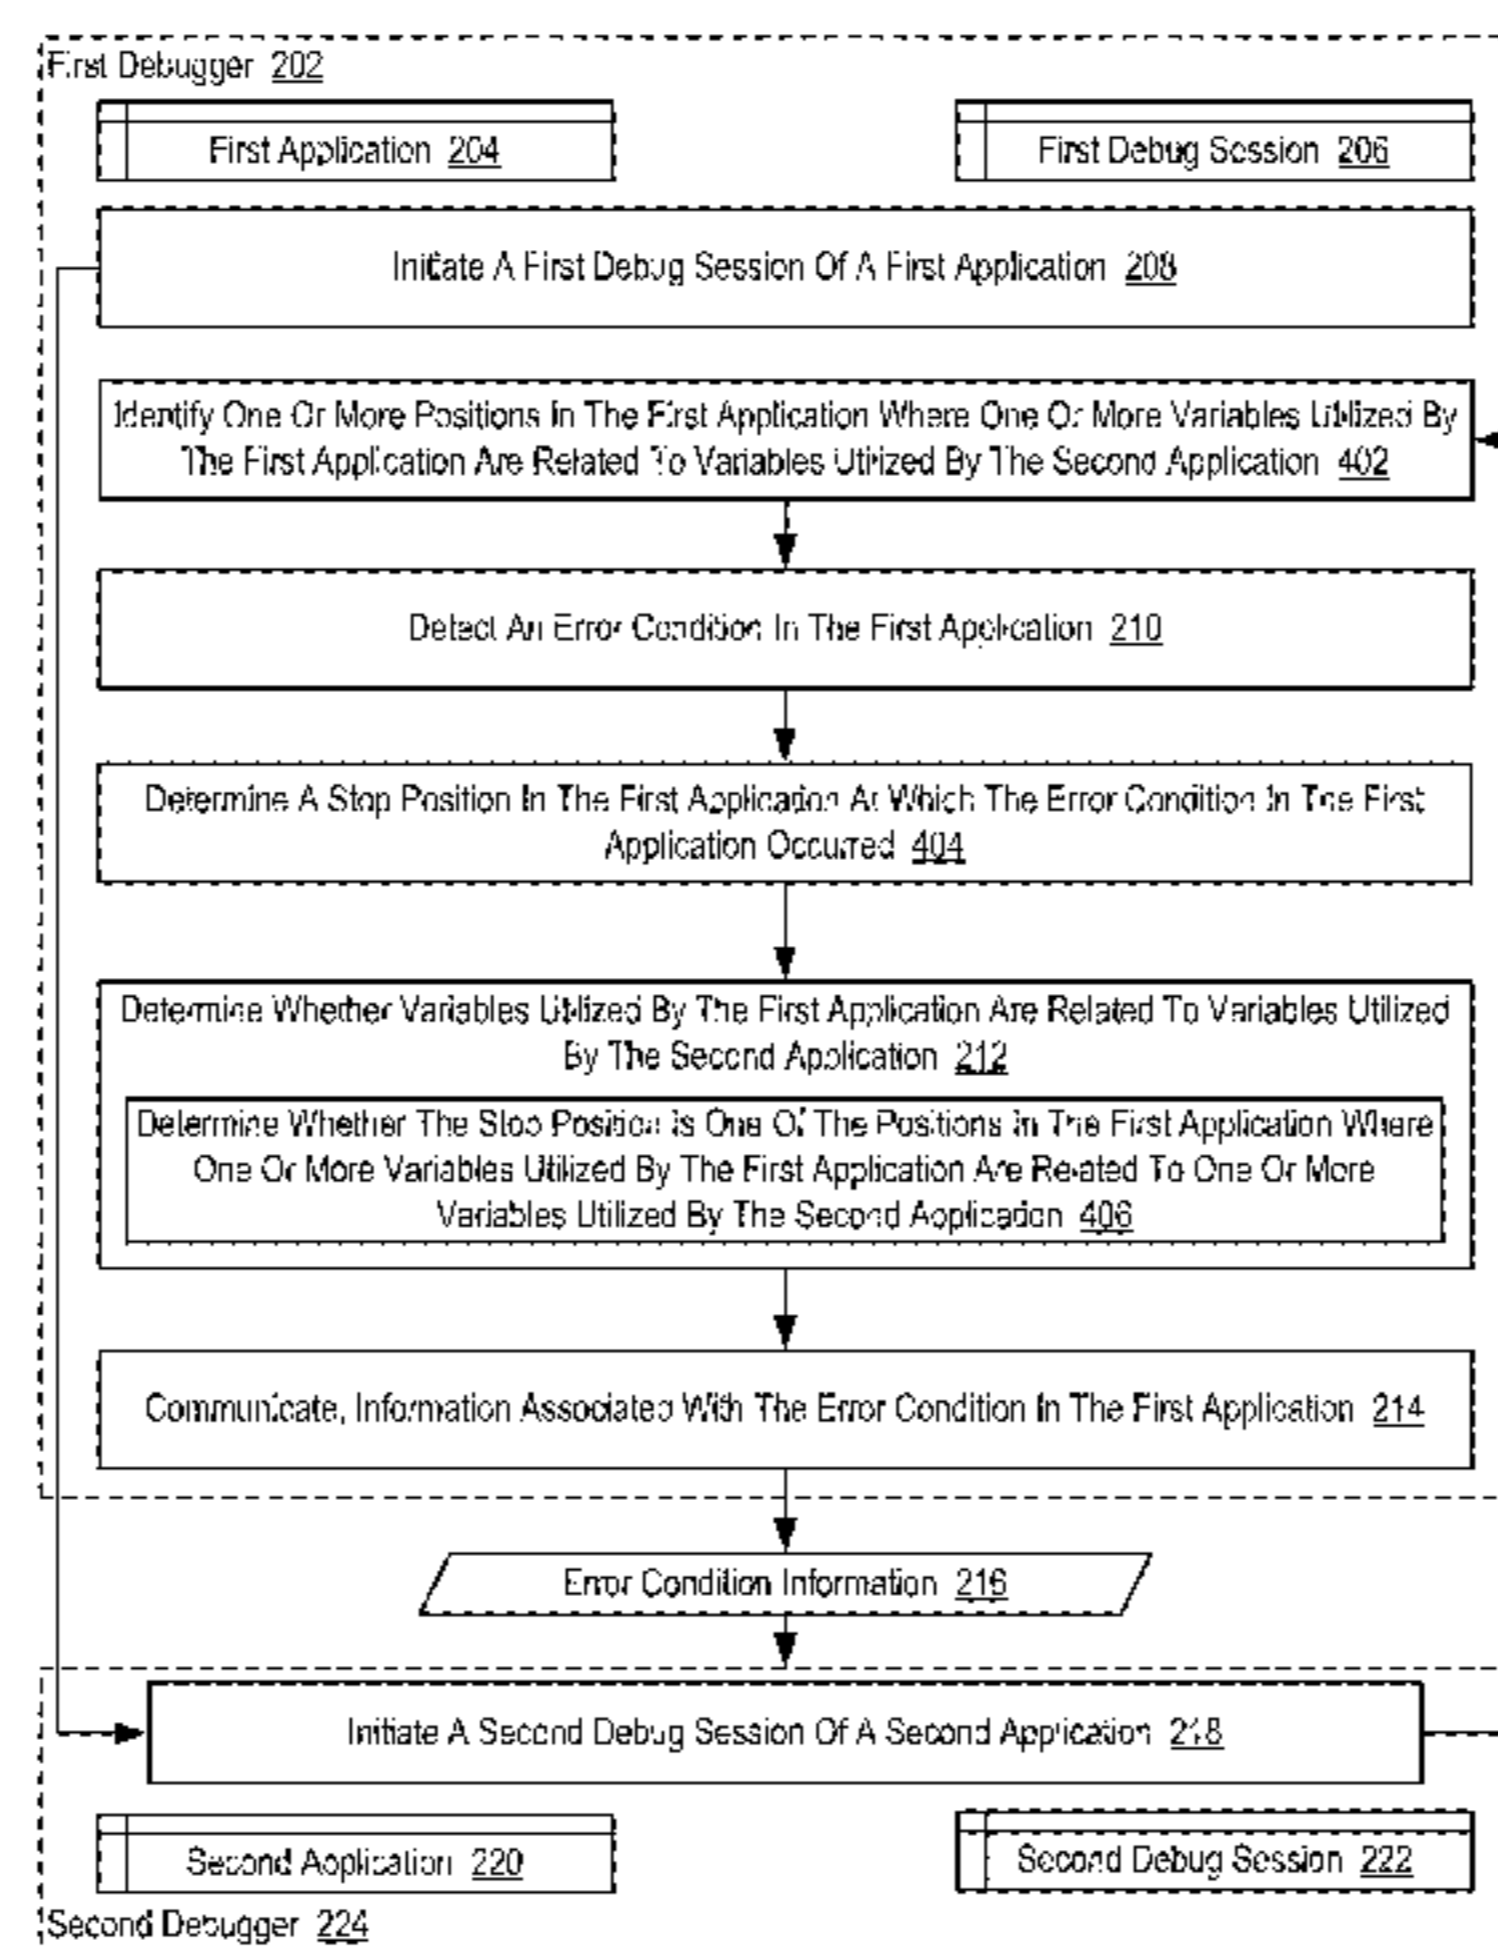 First Debugger 202
First Application 204
First Debug Session 206
Initiate A First Debug Session Of A First Application 208
Identify One Or More Positions In The First Application Where One Or More Variables Utilized By
The First Application Are Related To Variables Utilized By The Second Application 402
Detect An Error Condition In The First Application 210
Determine A Stop Position In The First Application At Which The Error Condition In The First
Application Occurred 404
Determine Whether Variables Utilized By The First Application Are Related To Variables Utilized
By The Second Application 212
Determine Whether The Stop Position Is One Of The Positions In The First Application Where
One Or More Variables Utilized By The First Application Are Related To One Or More
Variables Utilized By The Second Application 406
Communicate, Information Associated With The Error Condition In The First Application 214
Error Condition Information 216
Initiate A Second Debug Session Of A Second Application 218
Second Application 220
Second Debug Session 222
Second Debugger 224